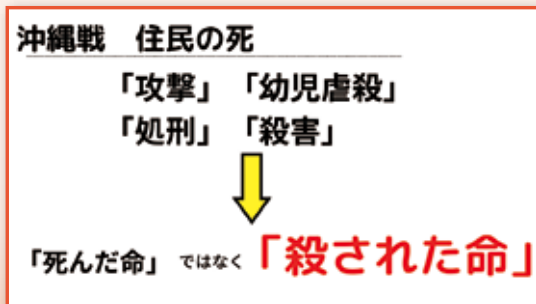 沖縄戦　住民の死
「攻撃」「幼児虐殺」
「処刑」「殺害」
「死んだ命」ではなく「殺された命」